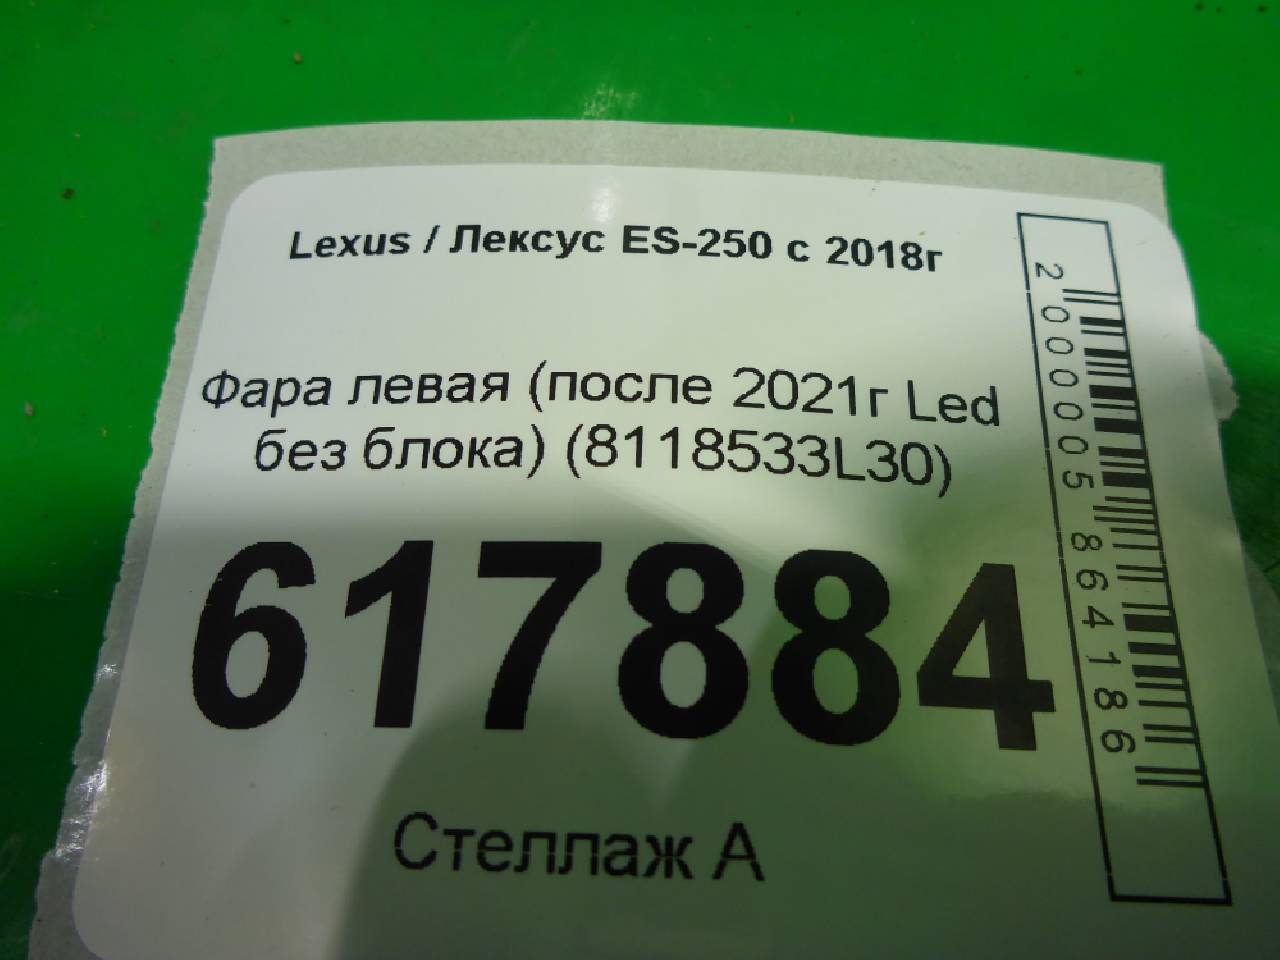 Lexus / Лексус ES-250 с 2018г
Фара левая (после 2021г Led
без блока) (8118533L30)
617884
Стеллаж А
2000005864186